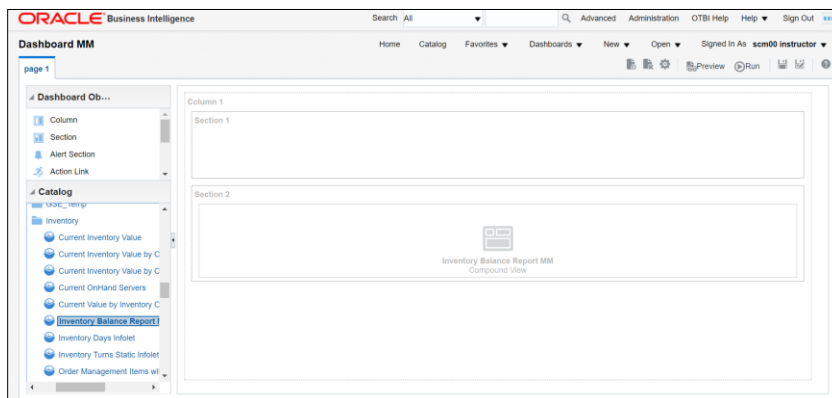 ORACLE Business Intelligence
Search All Advanced Administration OTBI Help Help Sign Out
Dashboard MM
Home Catalog Favorites Dashboards New Open Signed In As scm00 instructor
page 1
Preview Run
Dashboard Ob...
Column
Section
Alert Section
Action Link
Catalog
GSE_Temp
Inventory
Current Inventory Value
Current Inventory Value by C
Current Inventory Value by C
Current OnHand Servers
Current Value by Inventory C
Inventory Balance Report
Inventory Days Infolet
Inventory Turns Static Infolet
Order Management Items wi
Column 1
Section 1
Section 2
Inventory Balance Report MM
Compound View